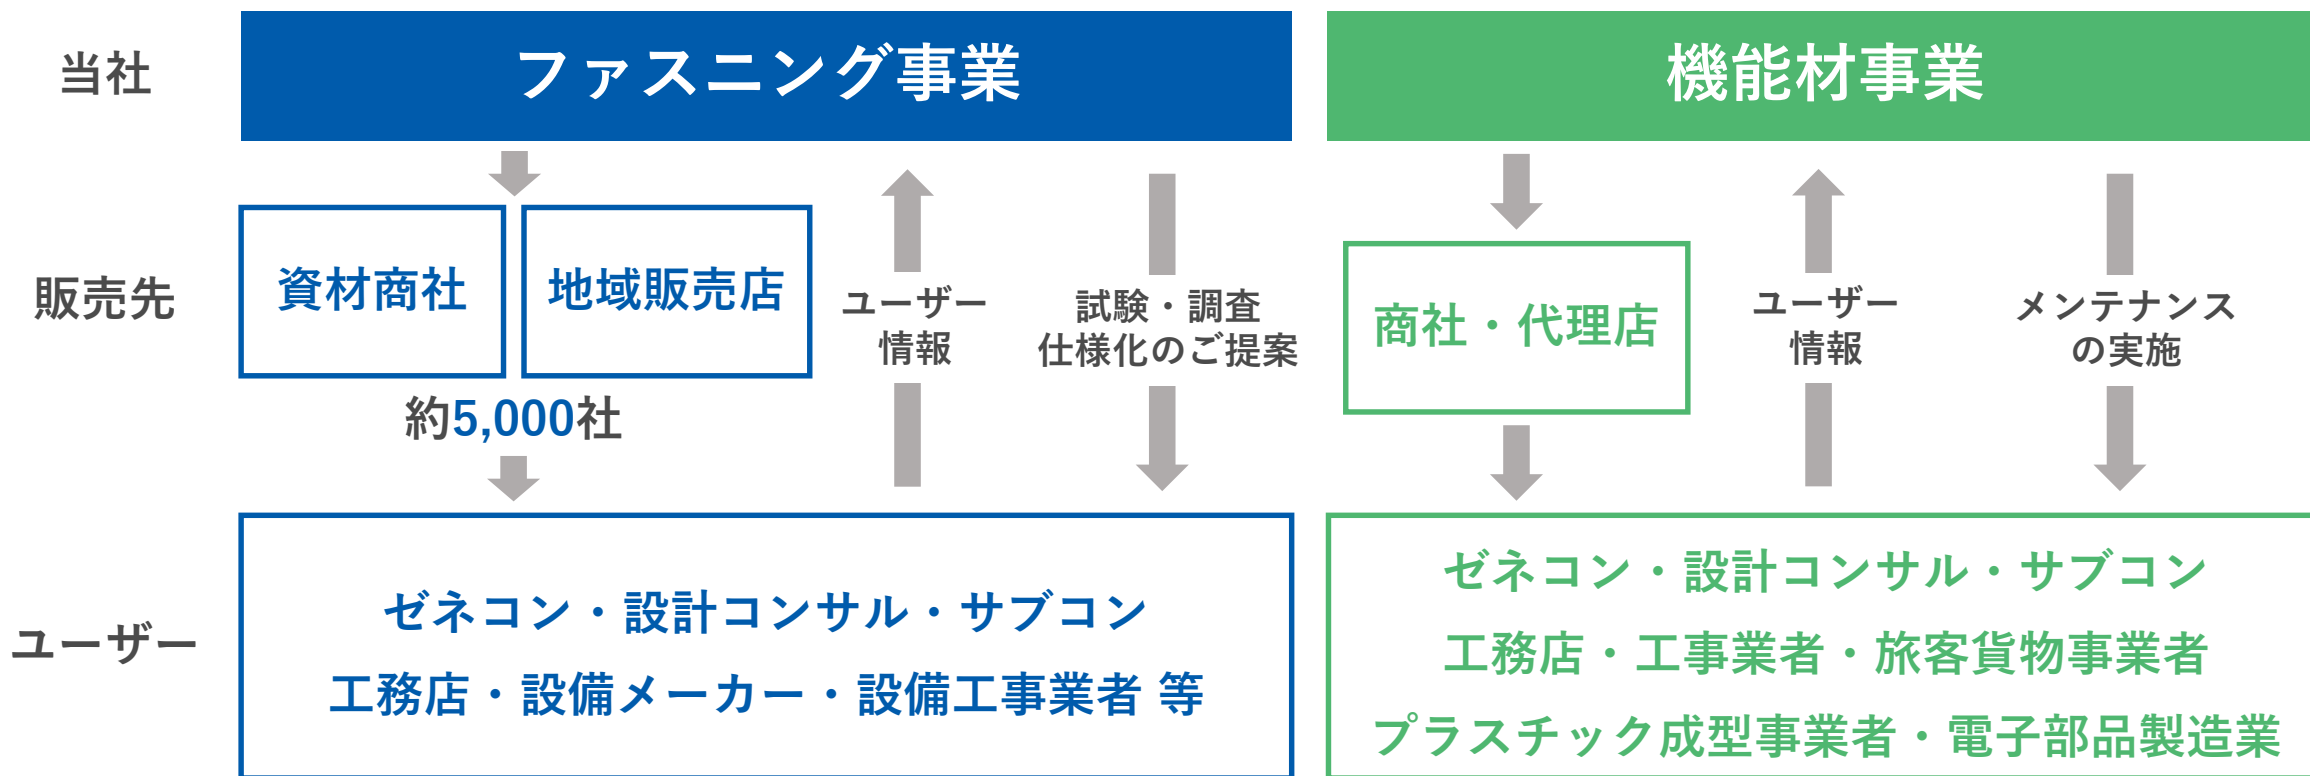 当社
ファスニング事業
機能材事業
販売先
資材商社
地域販売店
約5,000社
ユーザー
情報
試験・調査
仕様化のご提案
商社・代理店
ユーザー
情報
メンテナンス
の実施
ユーザー
ゼネコン・設計コンサル・サブコン
工務店・設備メーカー・設備工事業者 等
ゼネコン・設計コンサル・サブコン
工務店・工事業者・旅客貨物事業者
プラスチック成型事業者・電子部品製造業